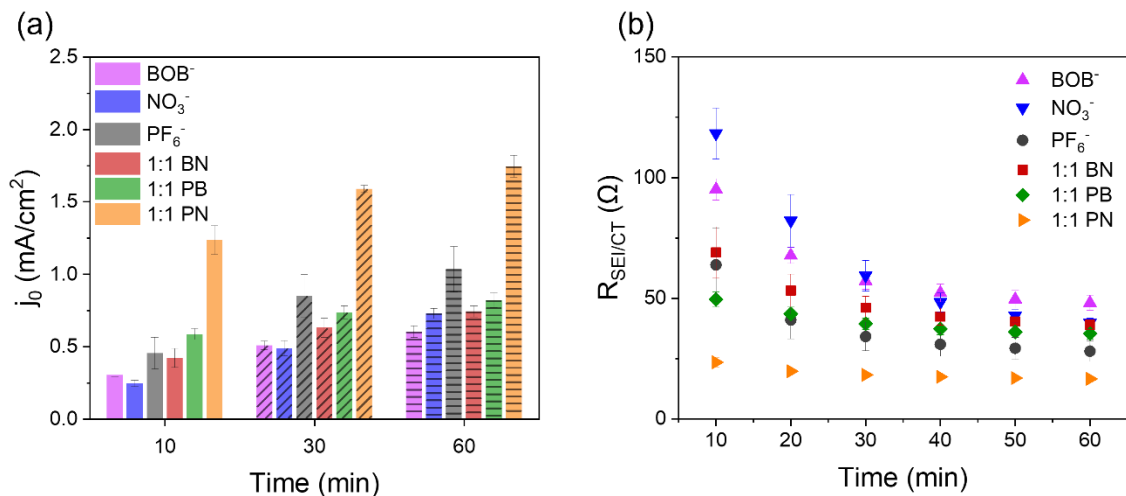 (a)
j₀ (mA/cm²)
2.5
2.0
1.5
1.0
0.5
0.0
BOB⁻
NO₃⁻
PF₆⁻
1:1 BN
1:1 PB
1:1 PN
10
30
60
Time (min)
(b)
R_SEI/CT (Ω)
150
100
50
0
BOB⁻
NO₃⁻
PF₆⁻
1:1 BN
1:1 PB
1:1 PN
10
20
30
40
50
60
Time (min)